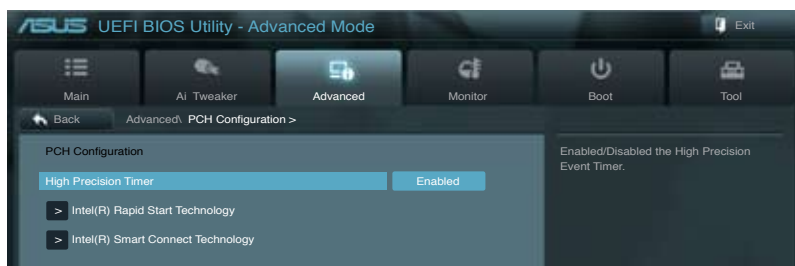 ASUS UEFI BIOS Utility - Advanced Mode
Exit
Main
Ai Tweaker
Advanced
Monitor
Boot
Tool
Back
Advanced\ PCH Configuration >
PCH Configuration
High Precision Timer
Enabled
> Intel(R) Rapid Start Technology
> Intel(R) Smart Connect Technology
Enabled/Disabled the High Precision
Event Timer.